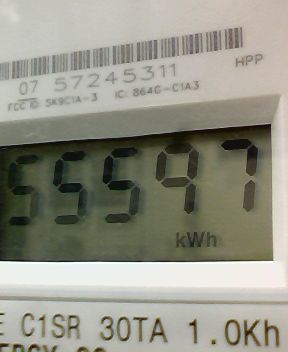 HPP
07 57245311
FCC ID: SK9C1A-3 IC: 864G-C1A3
55597
kWh
E C1SR 30TA 1.0Kh